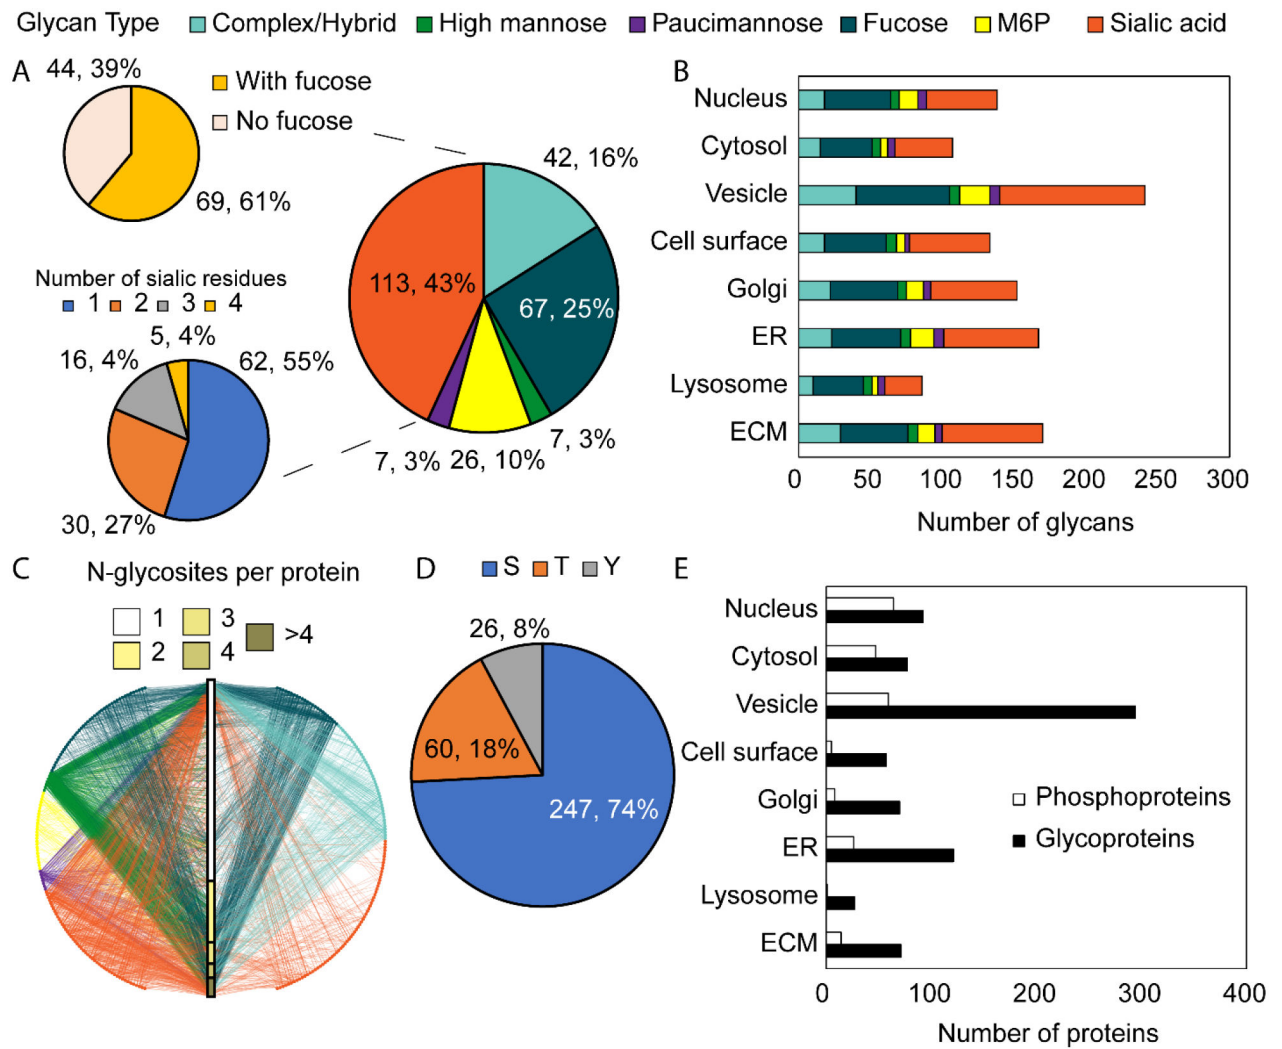 Glycan Type Complex/Hybrid High mannose Paucimannose Fucose M6P Sialic acid
A
44, 39%
With fucose
No fucose
69, 61%
Number of sialic residues
1 2 3 4
5, 4%
16, 4%
62, 55%
30, 27%
42, 16%
113, 43%
67, 25%
7, 3%
26, 10%
7, 3%
B
Nucleus
Cytosol
Vesicle
Cell surface
Golgi
ER
Lysosome
ECM
0 50 100 150 200 250 300
Number of glycans
C
N-glycosites per protein
1 3
>4
2 4
D
S T Y
26, 8%
60, 18%
247, 74%
E
Nucleus
Cytosol
Vesicle
Cell surface
Golgi
ER
Lysosome
ECM
Phosphoproteins
Glycoproteins
0 100 200 300 400
Number of proteins